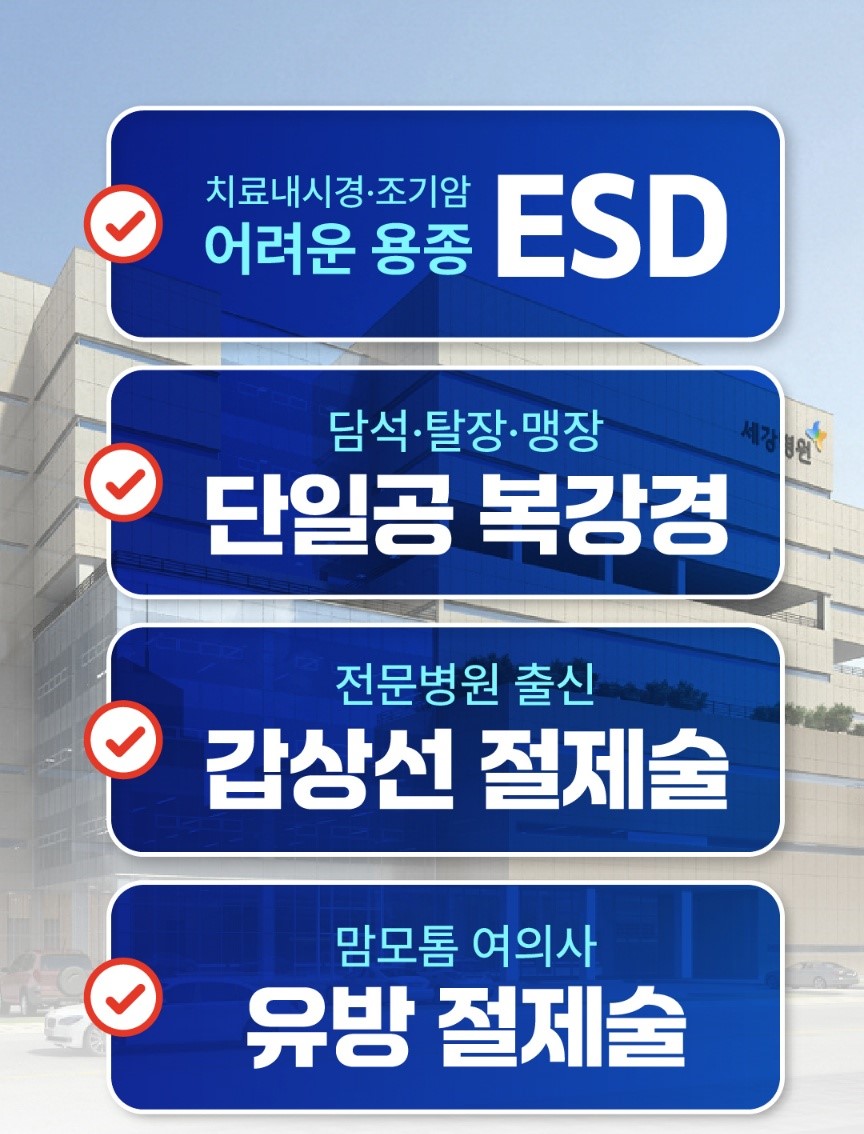 치료내시경·조기암
어려운 용종
ESD
담석·탈장·맹장
단일공 복강경
세강병원
전문병원 출신
갑상선 절제술
맘모톰 여의사
유방 절제술